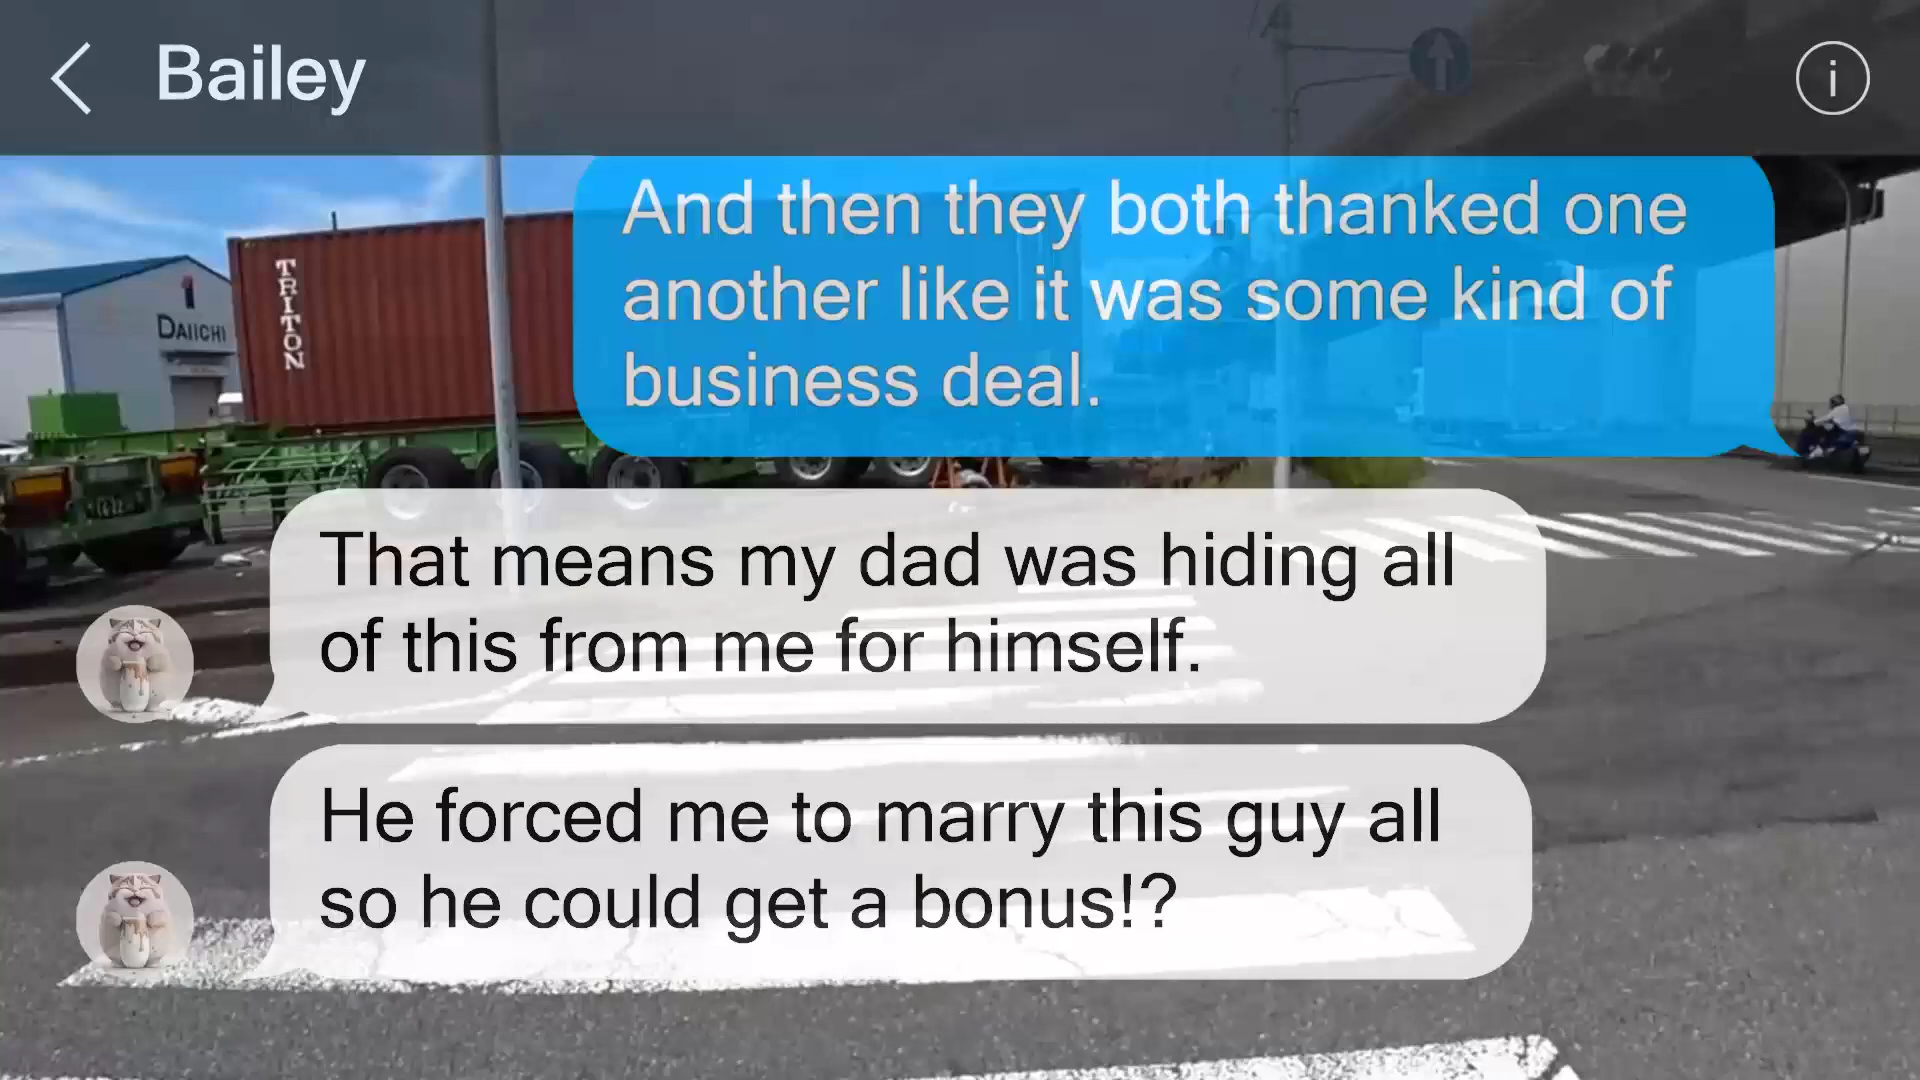 Bailey
And then they both thanked one
another like it was some kind of
business deal.
TRITON
DAIICHI
That means my dad was hiding all
of this from me for himself.
He forced me to marry this guy all
so he could get a bonus!?